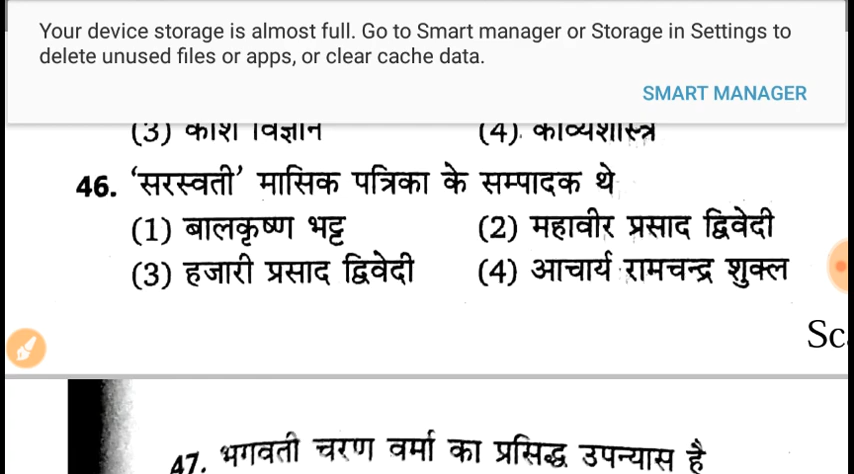 Your device storage is almost full. Go to Smart manager or Storage in Settings to
delete unused files or apps, or clear cache data.
SMART MANAGER
(3) कोश विज्ञान (4). काव्यशास्त्र
46. ‘सरस्वती’ मासिक पत्रिका के सम्पादक थे
(1) बालकृष्ण भट्ट (2) महावीर प्रसाद द्विवेदी
(3) हजारी प्रसाद द्विवेदी (4) आचार्य रामचन्द्र शुक्ल
Sc
47. भगवती चरण वर्मा का प्रसिद्ध उपन्यास है